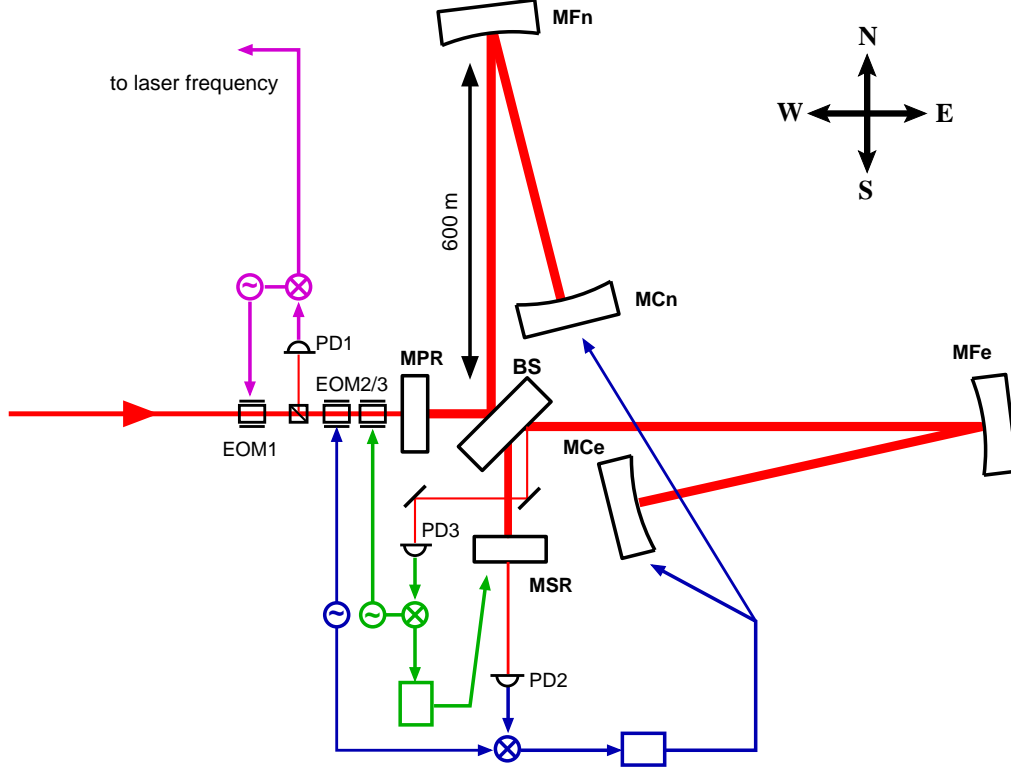 MFn
N
to laser frequency
W
E
S
600 m
MCn
~
PD1
MPR
BS
MFe
EOM2/3
EOM1
MCe
PD3
MSR
~
~
PD2